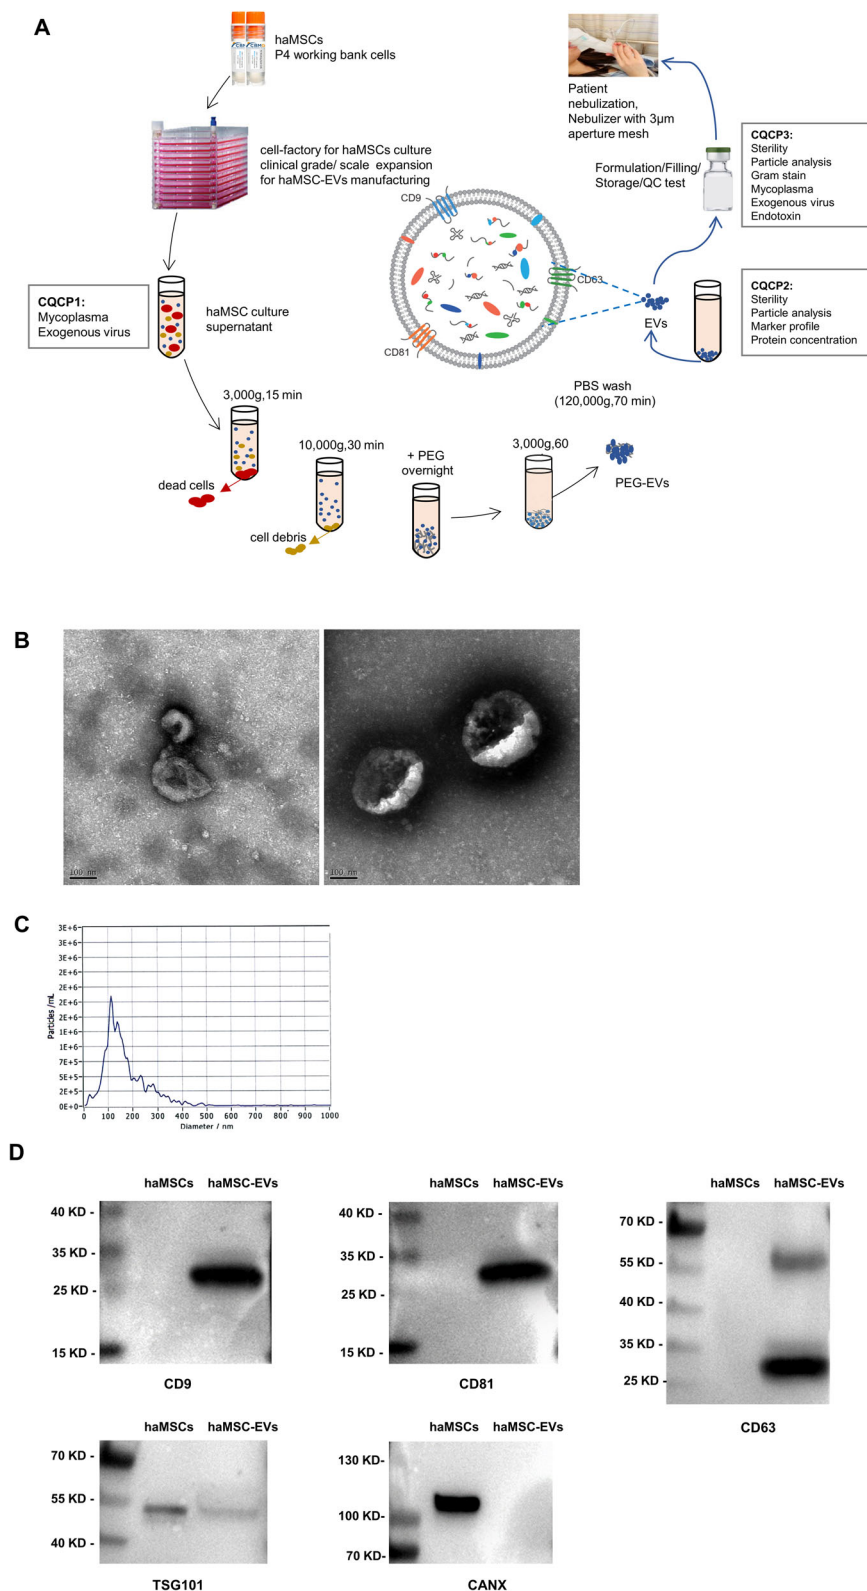 A
haMSCs
P4 working bank cells
cell-factory for haMSCs culture
clinical grade/ scale expansion
for haMSC-EVs manufacturing
CQCP1:
Mycoplasma
Exogenous virus
haMSC culture
supernatant
3,000g,15 min
dead cells
10,000g,30 min
cell debris
+ PEG
overnight
3,000g,60
PEG-EVs
PBS wash
(120,000g,70 min)
CD9
CD63
CD81
EVs
CQCP2:
Sterility
Particle analysis
Marker profile
Protein concentration
Formulation/Filling/
Storage/QC test
CQCP3:
Sterility
Particle analysis
Gram stain
Mycoplasma
Exogenous virus
Endotoxin
Patient
nebulization,
Nebulizer with 3μm
aperture mesh
B
100 nm
100 nm
C
Particles /mL
3E+6
3E+6
2E+6
2E+6
2E+6
2E+6
1E+6
1E+6
9E+5
7E+5
5E+5
2E+5
0E+0
0 100 200 300 400 500 600 700 800 900 1000
Diameter / nm
D
haMSCs haMSC-EVs
40 KD -
35 KD -
25 KD -
15 KD -
CD9
haMSCs haMSC-EVs
40 KD -
35 KD -
25 KD -
15 KD -
CD81
haMSCs haMSC-EVs
70 KD -
55 KD -
40 KD -
35 KD -
25 KD -
CD63
haMSCs haMSC-EVs
70 KD -
55 KD -
40 KD -
TSG101
haMSCs haMSC-EVs
130 KD-
100 KD-
70 KD-
CANX